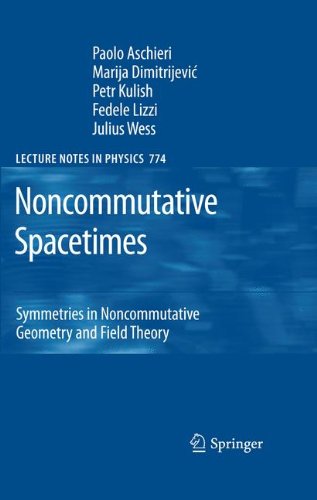 Paolo Aschieri
Marija Dimitrijević
Petr Kulish
Fedele Lizzi
Julius Wess
LECTURE NOTES IN PHYSICS 774
Noncommutative
Spacetimes
Symmetries in Noncommutative
Geometry and Field Theory
Springer